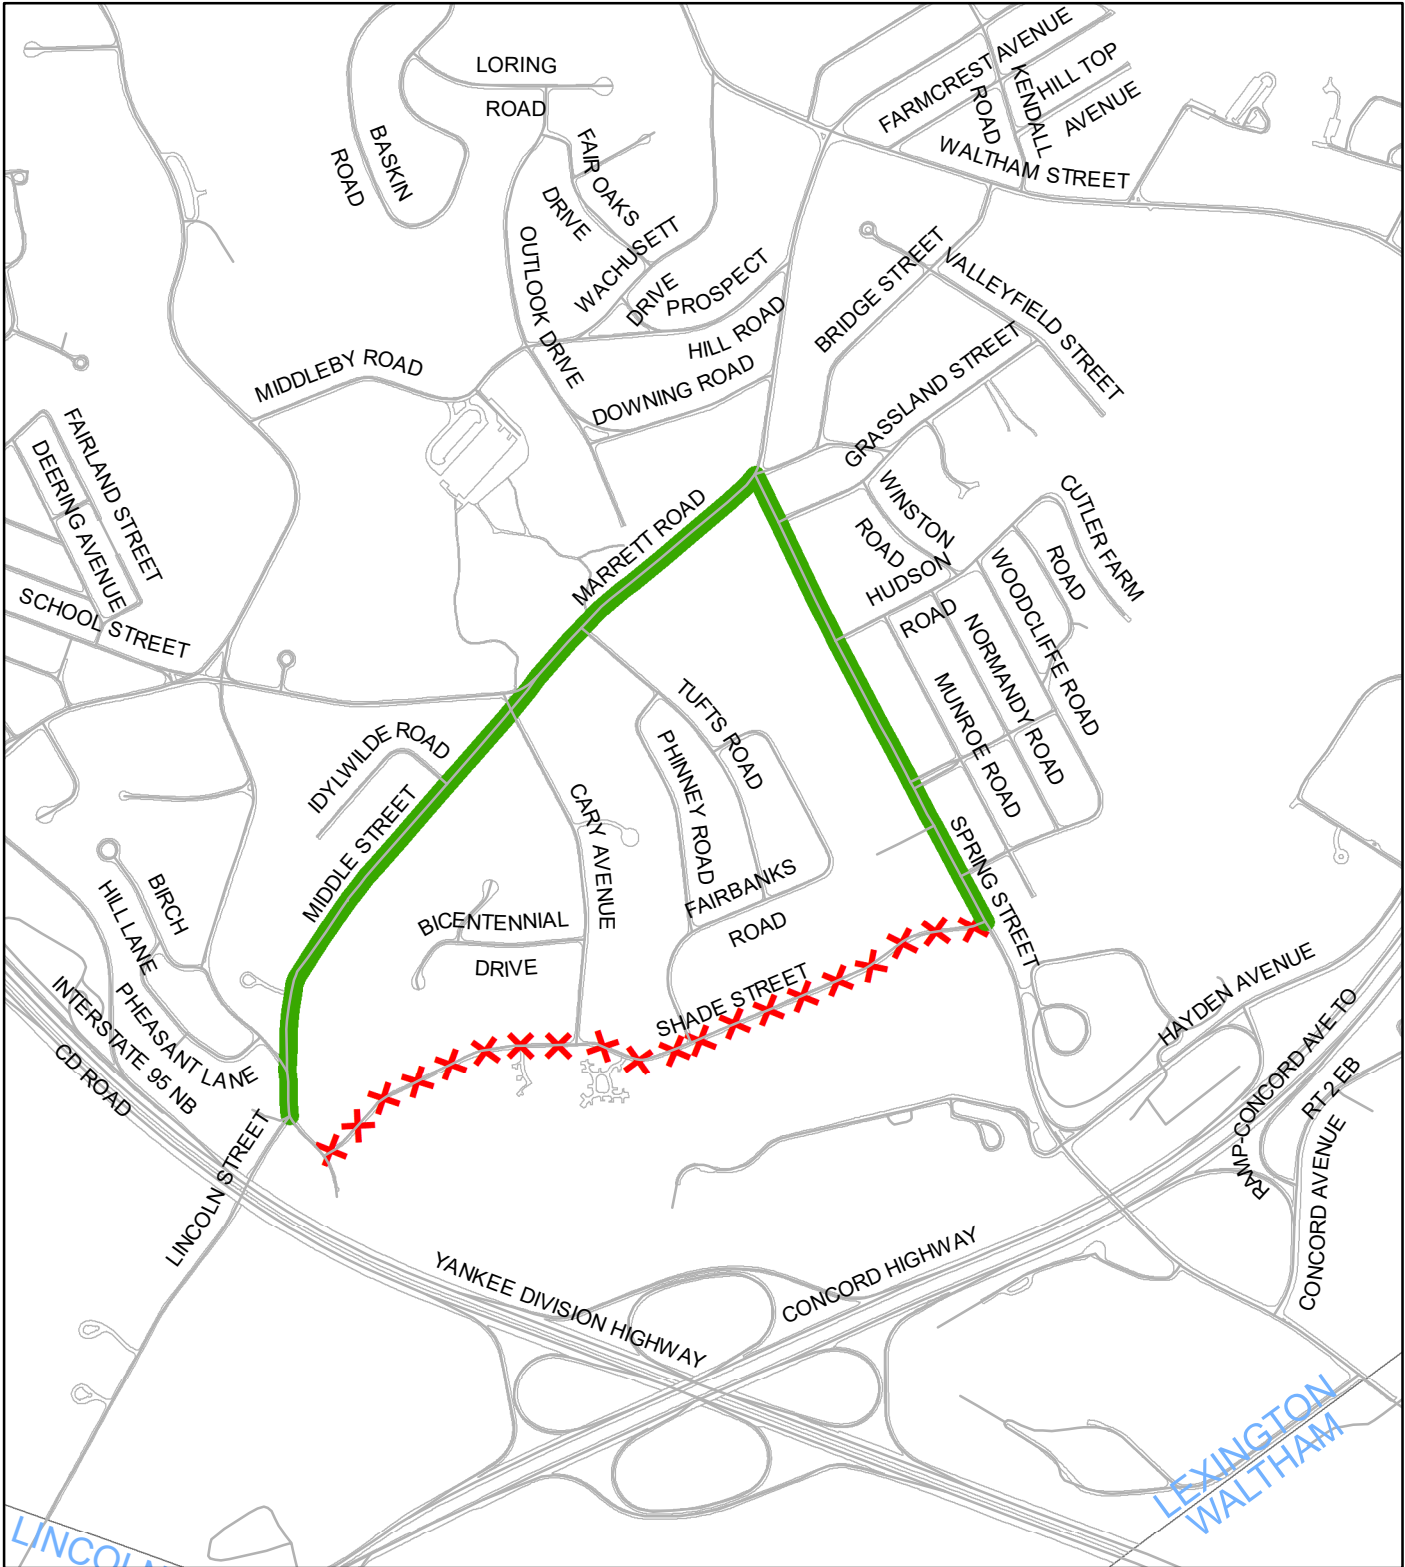 LORING
ROAD
FARMCREST AVENUE
KENDALL
ROAD
HILL TOP
AVENUE
WALTHAM STREET
BASKIN
ROAD
FAIR OAKS
DRIVE
WACHUSETT
DRIVE
OUTLOOK DRIVE
PROSPECT
HILL ROAD
BRIDGE STREET
VALLEYFIELD STREET
MIDDLEBY ROAD
DOWNING ROAD
GRASSLAND STREET
FAIRLAND STREET
DEERING AVENUE
SCHOOL STREET
MARRETT ROAD
WINSTON
ROAD
HUDSON
ROAD
CUTLER FARM
ROAD
WOODCLIFFE ROAD
NORMANDY ROAD
MUNROE ROAD
TUFTS ROAD
PHINNEY ROAD
IDYLWILDE ROAD
MIDDLE STREET
CARY AVENUE
FAIRBANKS
ROAD
SPRING STREET
BIRCH
HILL LANE
BICENTENNIAL
DRIVE
SHADE STREET
PHEASANT LANE
INTERSTATE 95 NB
CD ROAD
HAYDEN AVENUE
RAMP-CONCORD AVE TO
RT 2 EB
CONCORD AVENUE
LINCOLN STREET
YANKEE DIVISION HIGHWAY
CONCORD HIGHWAY
LEXINGTON
WALTHAM
LINCOLN